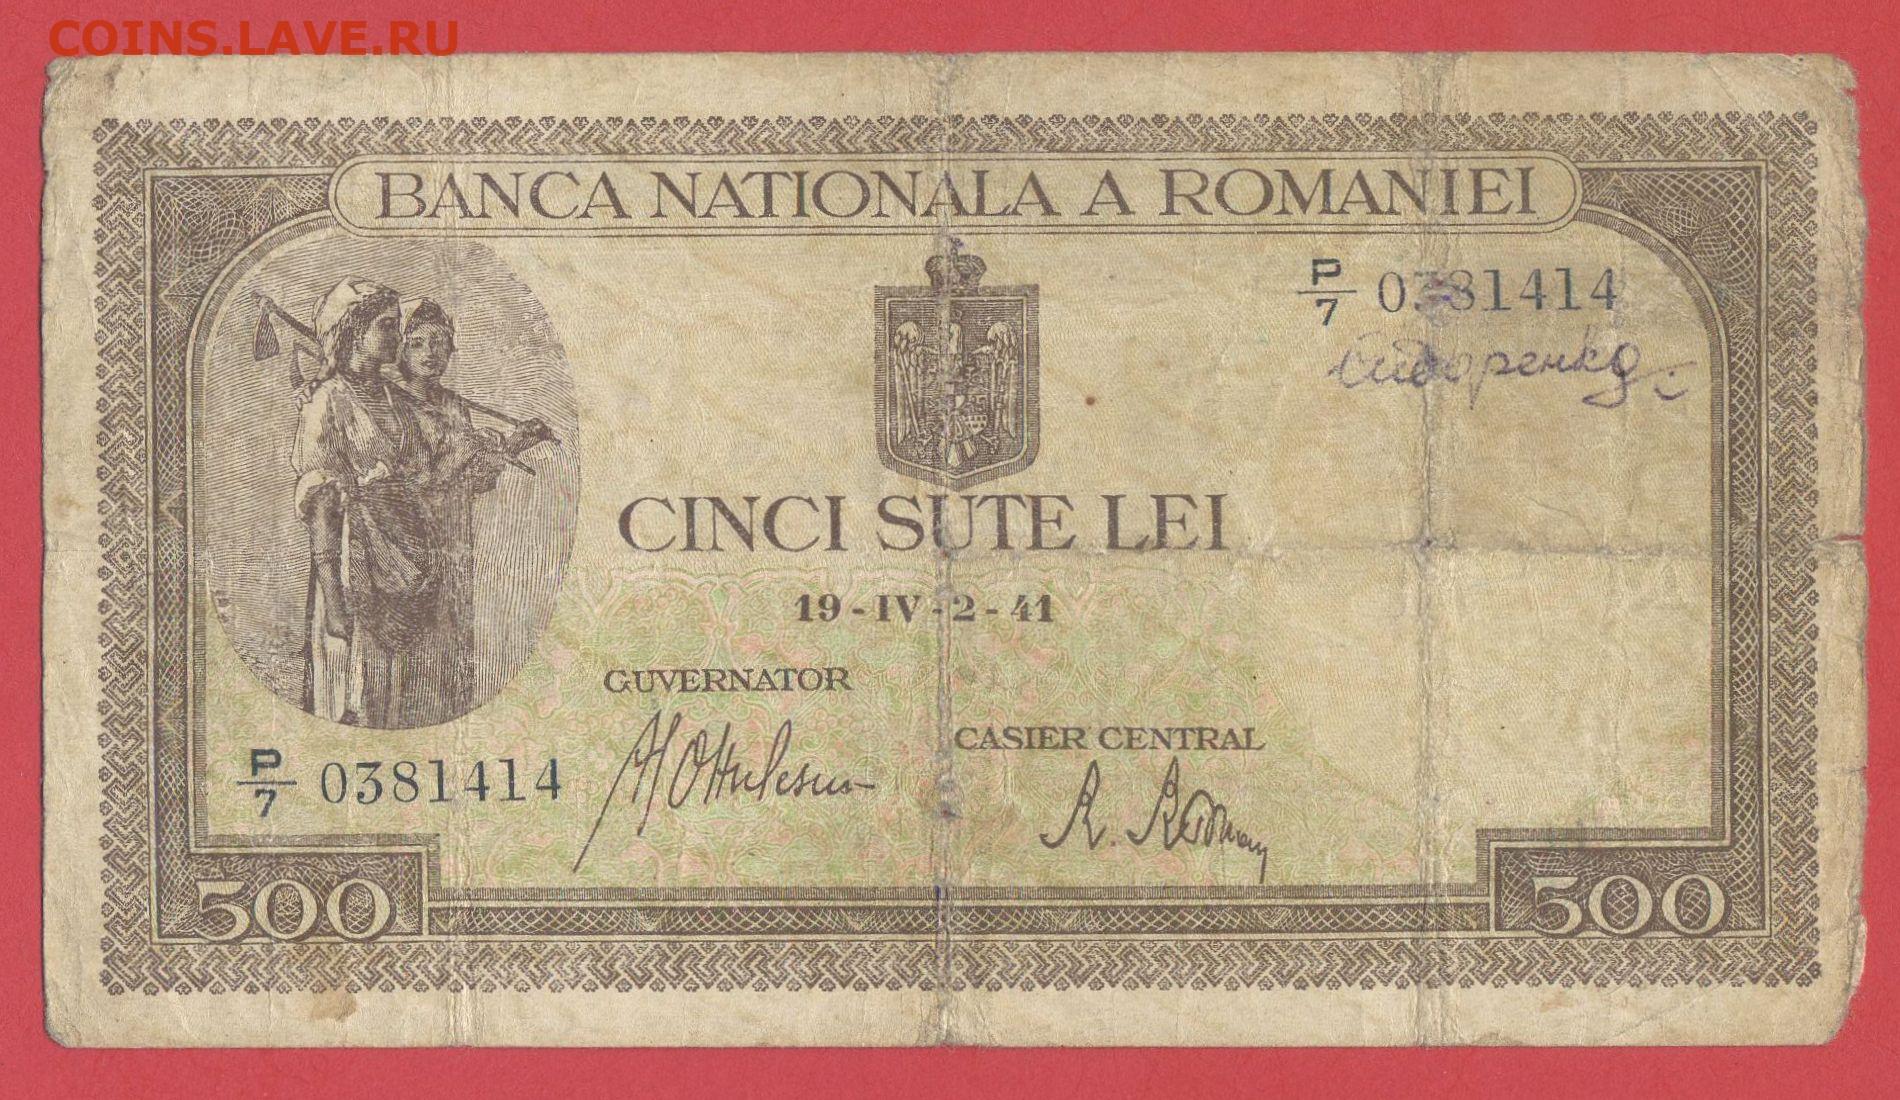 COINS.LAVE.RU
BANCA NATIONALA A ROMANIEI
P/7 0381414
Сидоренко
CINCI SUTE LEI
19-IV-2-41
GUVERNATOR
CASIER CENTRAL
P/7 0381414
500
500